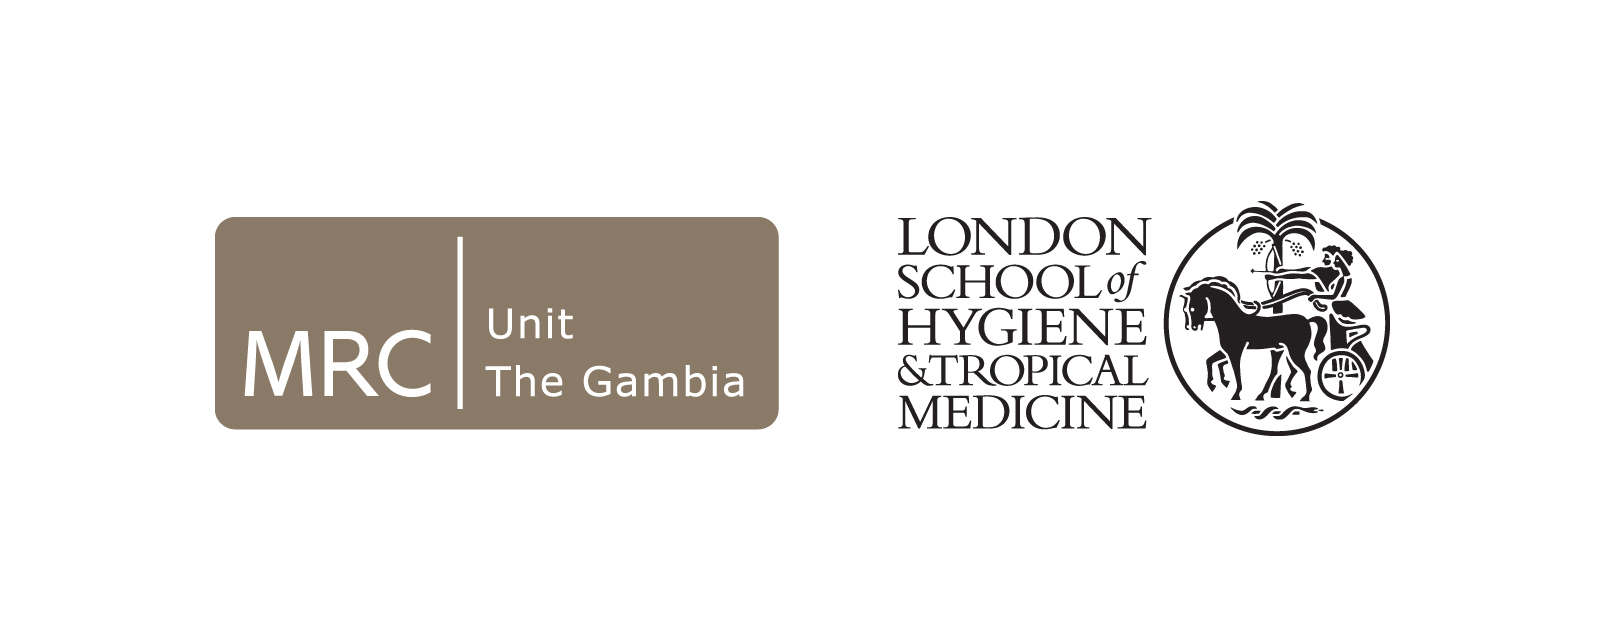 MRC
Unit
The Gambia
LONDON
SCHOOL of
HYGIENE
& TROPICAL
MEDICINE